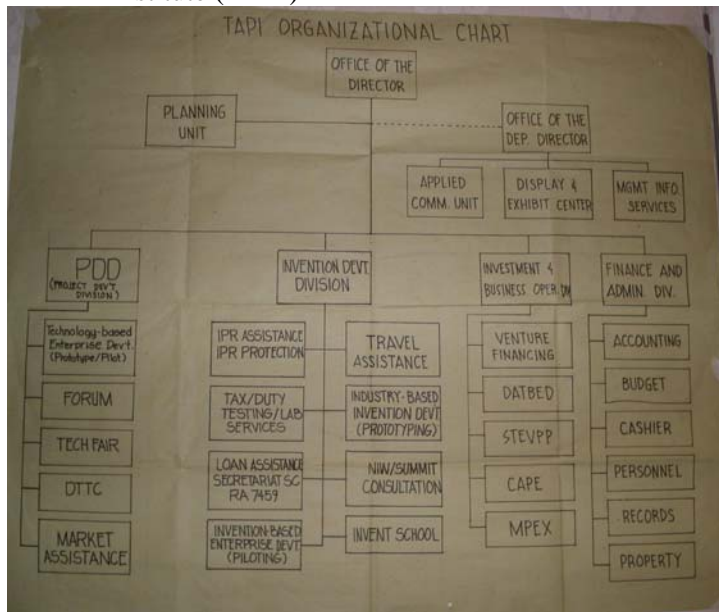 TAPI ORGANIZATIONAL CHART
OFFICE OF THE
DIRECTOR
PLANNING
UNIT
OFFICE OF THE
DEP. DIRECTOR
APPLIED
COMM. UNIT
DISPLAY &
EXHIBIT CENTER
MGMT INFO.
SERVICES
PDD
(PROJECT DEV'T.
DIVISION)
Technology-based
Enterprise Devt.
(Prototype/Pilot)
FORUM
TECH FAIR
DTTC
MARKET
ASSISTANCE
INVENTION DEVT.
DIVISION
IPR ASSISTANCE
IPR PROTECTION
TAX/DUTY
TESTING/LAB
SERVICES
LOAN ASSISTANCE
SECRETARIAT SC
RA 7459
INVENTION-BASED
ENTERPRISE DEVT.
(PILOTING)
TRAVEL
ASSISTANCE
INDUSTRY-BASED
INVENTION DEVT.
(PROTOTYPING)
NIW/SUMMIT
CONSULTATION
INVENT SCHOOL
INVESTMENT &
BUSINESS OPER.
VENTURE
FINANCING
DATBED
STEVPP
CAPE
MPEX
FINANCE AND
ADMIN. DIV.
ACCOUNTING
BUDGET
CASHIER
PERSONNEL
RECORDS
PROPERTY